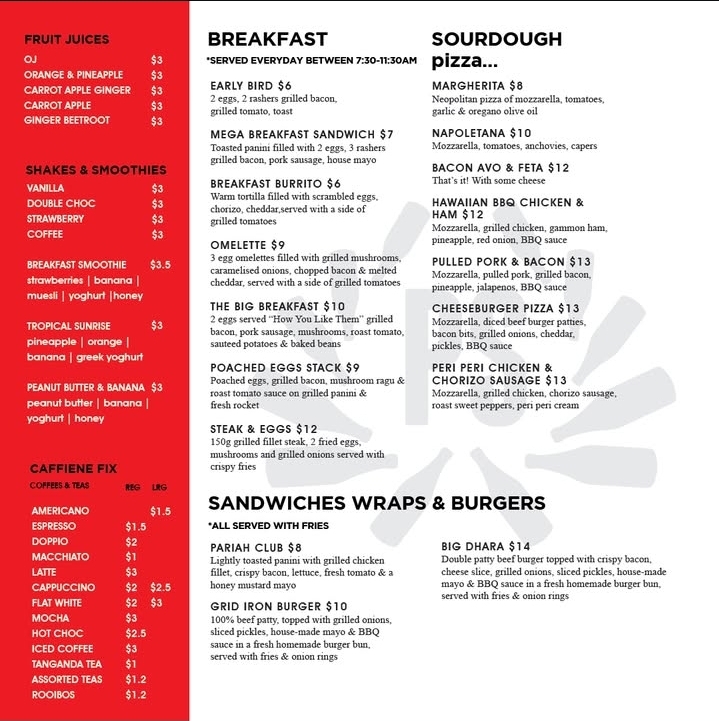 FRUIT JUICES
OJ $3
ORANGE & PINEAPPLE $3
CARROT APPLE GINGER $3
CARROT APPLE $3
GINGER BEETROOT $3
SHAKES & SMOOTHIES
VANILLA $3
DOUBLE CHOC $3
STRAWBERRY $3
COFFEE $3
BREAKFAST SMOOTHIE $3.5
strawberries | banana |
muesli | yoghurt |honey
TROPICAL SUNRISE $3
pineapple | orange |
banana | greek yoghurt
PEANUT BUTTER & BANANA $3
peanut butter | banana |
yoghurt | honey
CAFFIENE FIX
COFFEES & TEAS REG LRG
AMERICANO $1.5
ESPRESSO $1.5
DOPPIO $2
MACCHIATO $1
LATTE $3
CAPPUCCINO $2 $2.5
FLAT WHITE $2 $3
MOCHA $3
HOT CHOC $2.5
ICED COFFEE $3
TANGANDA TEA $1
ASSORTED TEAS $1.2
ROOIBOS $1.2
BREAKFAST
*SERVED EVERYDAY BETWEEN 7:30-11:30AM
EARLY BIRD $6
2 eggs, 2 rashers grilled bacon,
grilled tomato, toast
MEGA BREAKFAST SANDWICH $7
Toasted panini filled with 2 eggs, 3 rashers
grilled bacon, pork sausage, house mayo
BREAKFAST BURRITO $6
Warm tortilla filled with scrambled eggs,
chorizo, cheddar,served with a side of
grilled tomatoes
OMELETTE $9
3 egg omelettes filled with grilled mushrooms,
caramelised onions, chopped bacon & melted
cheddar, served with a side of grilled tomatoes
THE BIG BREAKFAST $10
2 eggs served “How You Like Them” grilled
bacon, pork sausage, mushrooms, roast tomato,
sauteed potatoes & baked beans
POACHED EGGS STACK $9
Poached eggs, grilled bacon, mushroom ragu &
roast tomato sauce on grilled panini &
fresh rocket
STEAK & EGGS $12
150g grilled fillet steak, 2 fried eggs,
mushrooms and grilled onions served with
crispy fries
SOURDOUGH
pizza...
MARGHERITA $8
Neopolitan pizza of mozzarella, tomatoes,
garlic & oregano olive oil
NAPOLETANA $10
Mozzarella, tomatoes, anchovies, capers
BACON AVO & FETA $12
That’s it! With some cheese
HAWAIIAN BBQ CHICKEN &
HAM $12
Mozzarella, grilled chicken, gammon ham,
pineapple, red onion, BBQ sauce
PULLED PORK & BACON $13
Mozzarella, pulled pork, grilled bacon,
pineapple, jalapenos, BBQ sauce
CHEESEBURGER PIZZA $13
Mozzarella, diced beef burger patties,
bacon bits, grilled onions, cheddar,
pickles, BBQ sauce
PERI PERI CHICKEN &
CHORIZO SAUSAGE $13
Mozzarella, grilled chicken, chorizo sausage,
roast sweet peppers, peri peri cream
SANDWICHES WRAPS & BURGERS
*ALL SERVED WITH FRIES
PARIAH CLUB $8
Lightly toasted panini with grilled chicken
fillet, crispy bacon, lettuce, fresh tomato & a
honey mustard mayo
GRID IRON BURGER $10
100% beef patty, topped with grilled onions,
sliced pickles, house-made mayo & BBQ
sauce in a fresh homemade burger bun,
served with fries & onion rings
BIG DHARA $14
Double patty beef burger topped with crispy bacon,
cheese slice, grilled onions, sliced pickles, house-made
mayo & BBQ sauce in a fresh homemade burger bun,
served with fries & onion rings